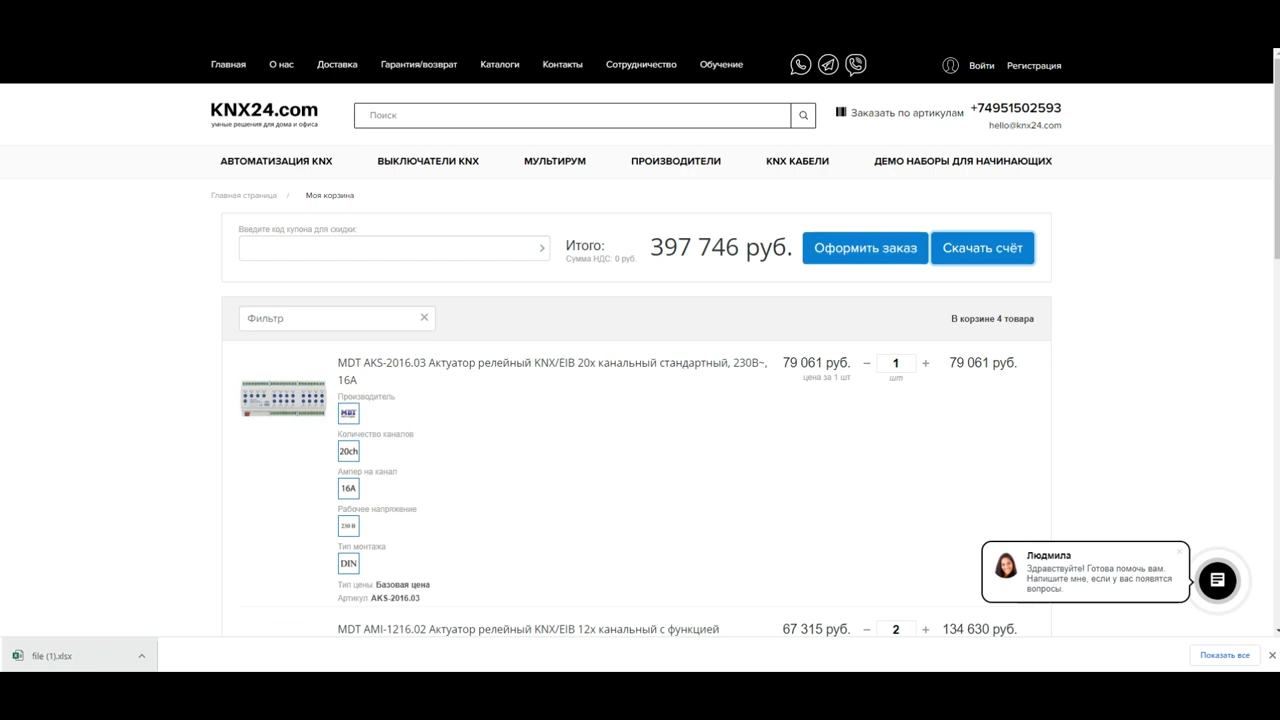 Главная О нас Доставка Гарантия/возврат Каталоги Контакты Сотрудничество Обучение Войти Регистрация
KNX24.com
умные решения для дома и офиса
Поиск
Заказать по артикулам
+74951502593
hello@knx24.com
АВТОМАТИЗАЦИЯ KNX ВЫКЛЮЧАТЕЛИ KNX МУЛЬТИРУМ ПРОИЗВОДИТЕЛИ KNX КАБЕЛИ ДЕМО НАБОРЫ ДЛЯ НАЧИНАЮЩИХ
Главная страница / Моя корзина
Введите код купона для скидки:
Итого:
Сумма НДС: 0 руб.
397 746 руб.
Оформить заказ
Скачать счёт
Фильтр
В корзине 4 товара
MDT AKS-2016.03 Актуатор релейный KNX/EIB 20х канальный стандартный, 230В~,
16А
79 061 руб.
цена за 1 шт
− 1 +
шт
79 061 руб.
Производитель
MDT
Количество каналов
20ch
Ампер на канал
16A
Рабочее напряжение
230 В
Тип монтажа
DIN
Тип цены Базовая цена
Артикул AKS-2016.03
MDT AMI-1216.02 Актуатор релейный KNX/EIB 12х канальный с функцией
67 315 руб. − 2 + 134 630 руб.
Людмила
Здравствуйте! Готова помочь вам.
Напишите мне, если у вас появятся
вопросы.
file (1).xlsx
Показать все